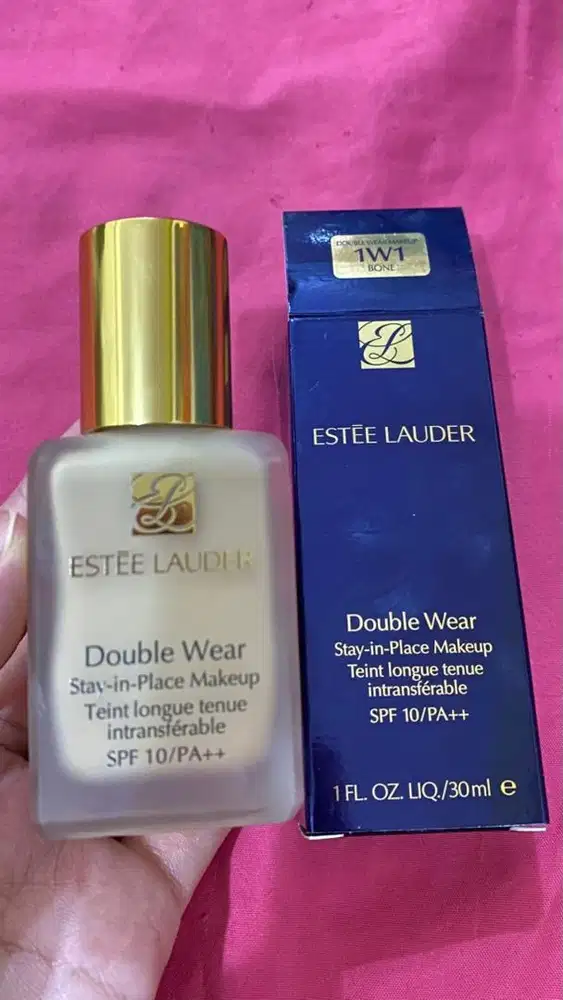 ESTĒE LAUDER
Double Wear
Stay-in-Place Makeup
Teint longue tenue
intransférable
SPF 10/PA++
DOUBLE WEAR MAKEUP
1W1
BONE
ESTĒE LAUDER
Double Wear
Stay-in-Place Makeup
Teint longue tenue
intransférable
SPF 10/PA++
1 FL. OZ. LIQ./30ml e